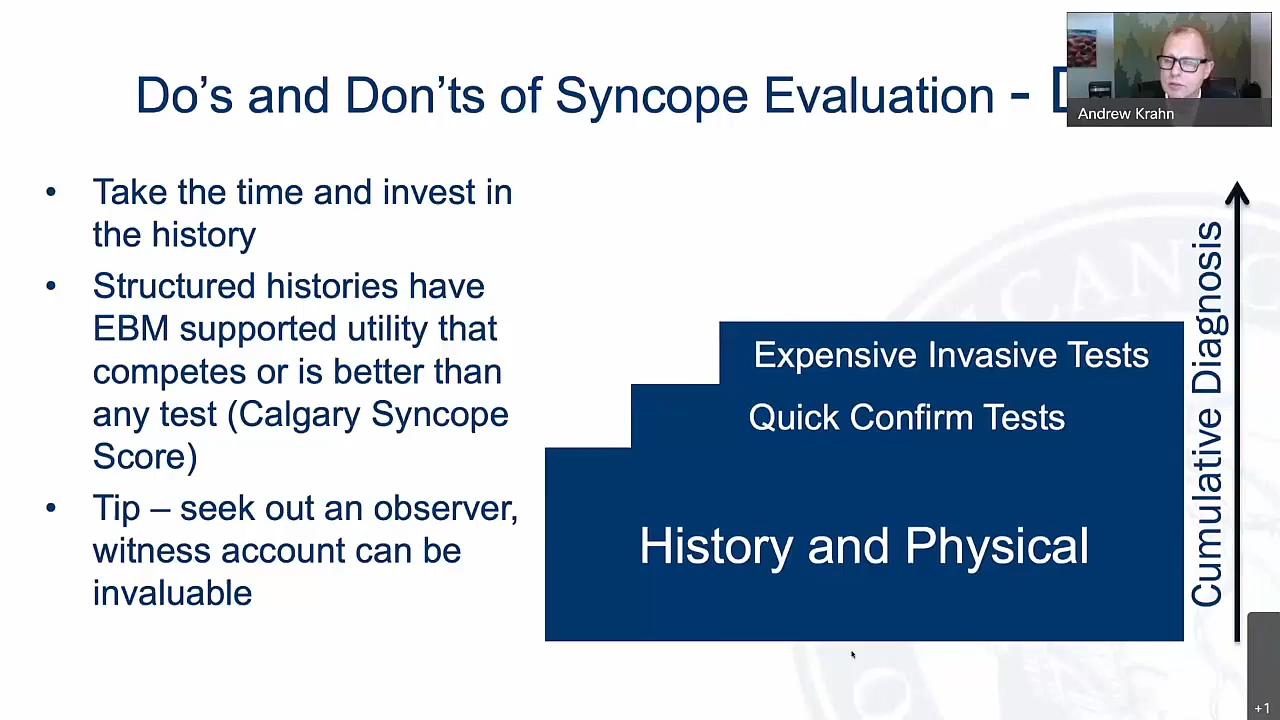 Do’s and Don’ts of Syncope Evaluation -
Andrew Krahn
• Take the time and invest in
the history
• Structured histories have
EBM supported utility that
competes or is better than
any test (Calgary Syncope
Score)
• Tip – seek out an observer,
witness account can be
invaluable
Expensive Invasive Tests
Quick Confirm Tests
History and Physical
Cumulative Diagnosis
+1